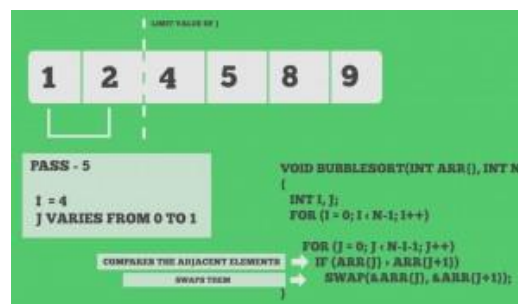 LIMIT VALUE OF J
1 2 4 5 8 9
PASS - 5
I = 4
J VARIES FROM 0 TO 1
VOID BUBBLESORT(INT ARR(), INT N
{
INT I, J;
FOR (I = 0; I < N-1; I++)
FOR (J = 0; J < N-I-1; J++)
COMPARES THE ADJACENT ELEMENTS
IF (ARR(J) > ARR(J+1))
SWAPS THEM
SWAP(&ARR(J), &ARR(J+1));
}